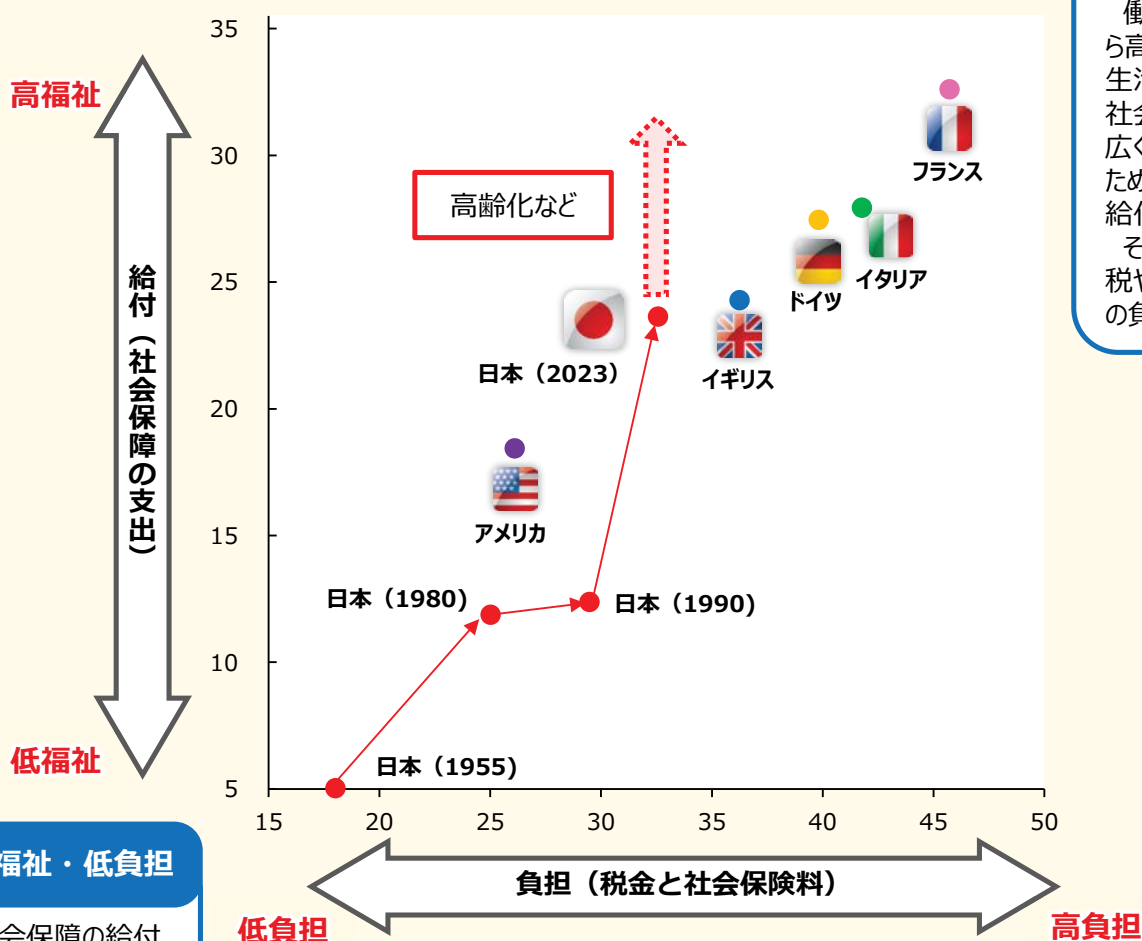 働
ら高
生活
社会
広く
ため
給付
そ
税や
の負
35
30
25
20
15
10
5
高福祉
給付（社会保障の支出）
低福祉
高齢化など
フランス
イタリア
ドイツ
イギリス
日本（2023）
アメリカ
日本（1980)
日本（1990)
日本（1955)
15 20 25 30 35 40 45 50
負担（税金と社会保険料）
低負担
高負担
福祉・低負担
会保障の給付